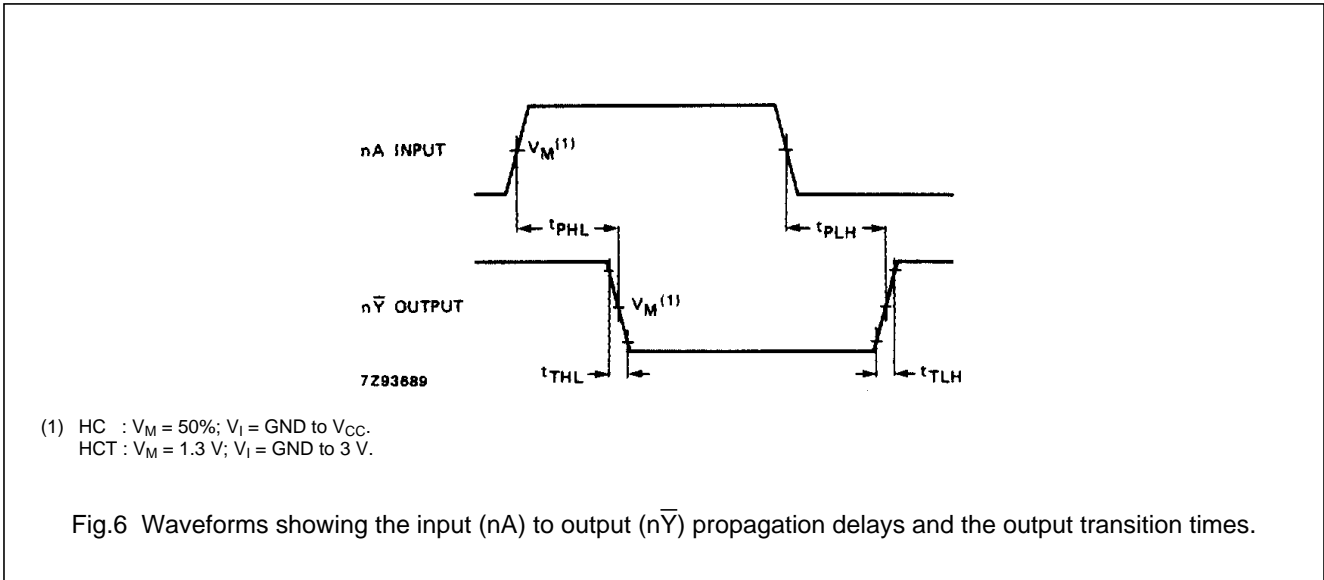 nA INPUT
VM(1)
tPHL
tPLH
nȲ OUTPUT
VM(1)
tTHL
tTLH
7Z93689
(1) HC : VM = 50%; VI = GND to VCC.
HCT : VM = 1.3 V; VI = GND to 3 V.
Fig.6 Waveforms showing the input (nA) to output (nȲ) propagation delays and the output transition times.